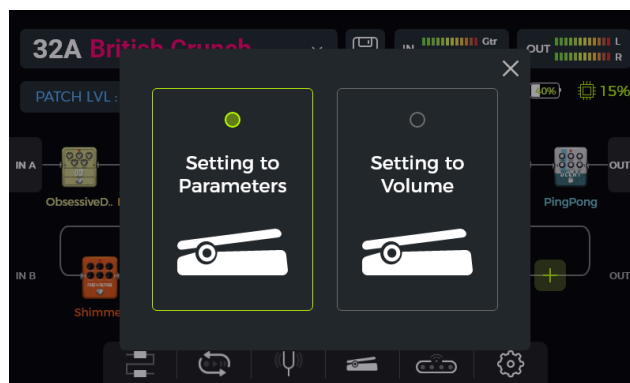 32A British Crunch
IN Gtr
OUT L
R
PATCH LVL :
40%
15%
Setting to
Parameters
Setting to
Volume
IN A
OUT
ObsessiveD..
PingPong
IN B
OUT
Shimme